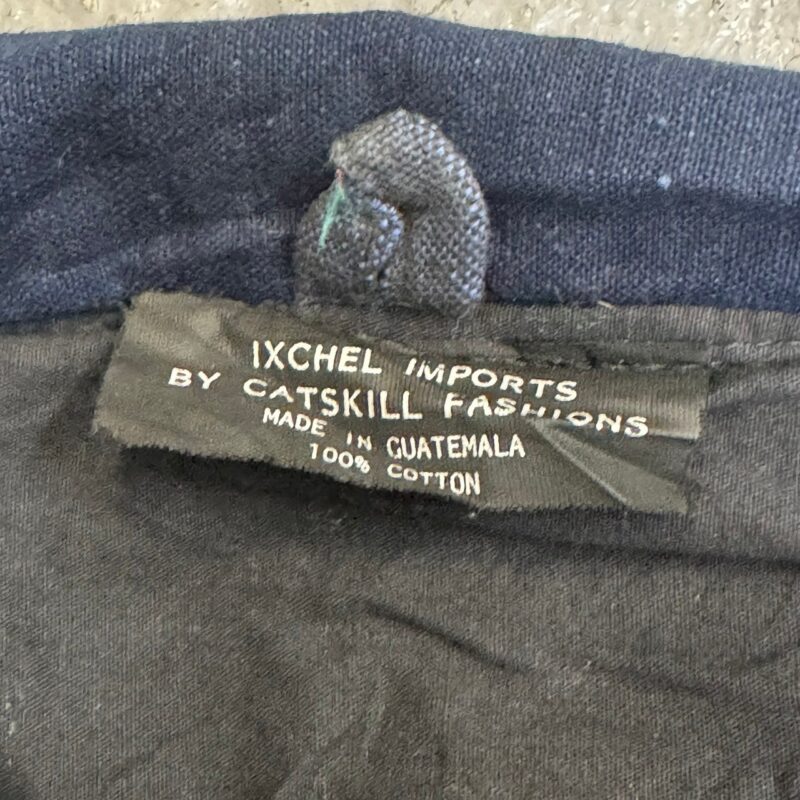 IXCHEL IMPORTS
BY CATSKILL FASHIONS
MADE IN GUATEMALA
100% COTTON